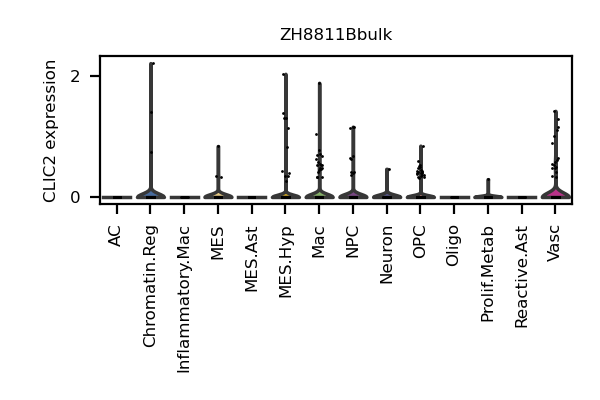 ZH8811Bbulk
CLIC2 expression
2
0
AC
Chromatin.Reg
Inflammatory.Mac
MES
MES.Ast
MES.Hyp
Mac
NPC
Neuron
OPC
Oligo
Prolif.Metab
Reactive.Ast
Vasc